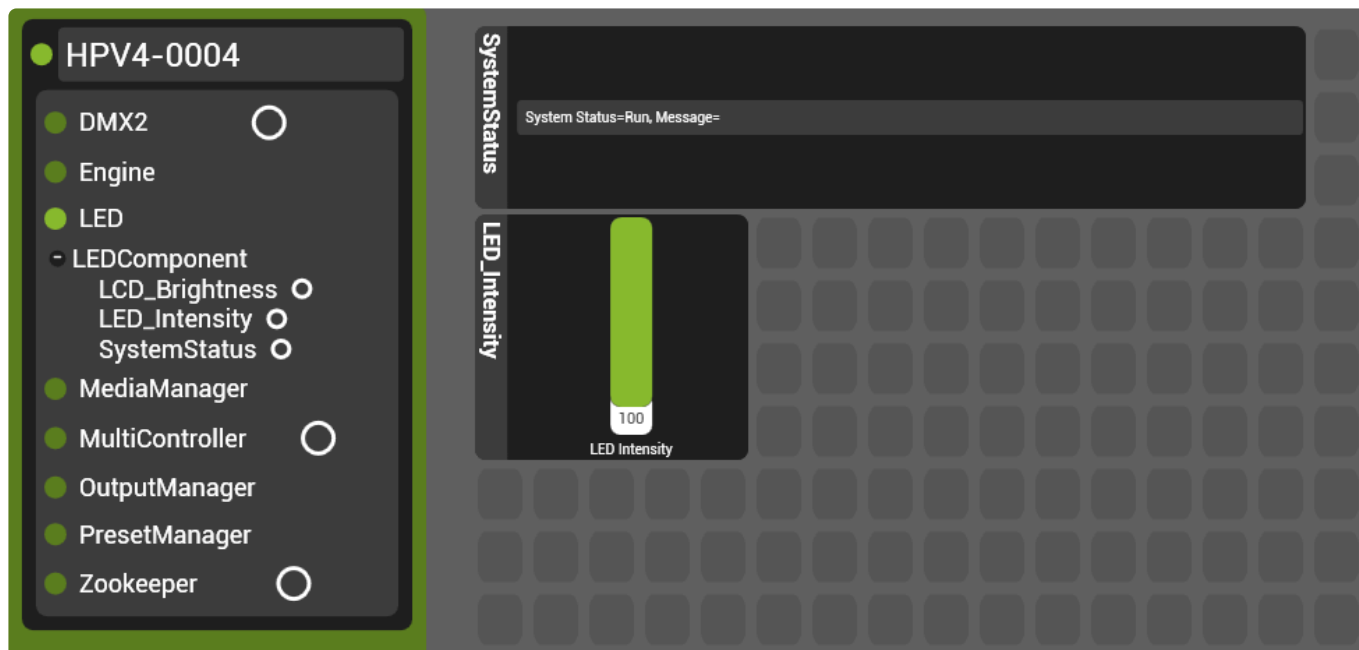 HPV4-0004
DMX2
Engine
LED
LEDComponent
LCD_Brightness
LED_Intensity
SystemStatus
MediaManager
MultiController
OutputManager
PresetManager
Zookeeper
SystemStatus
System Status=Run, Message=
LED_Intensity
100
LED Intensity